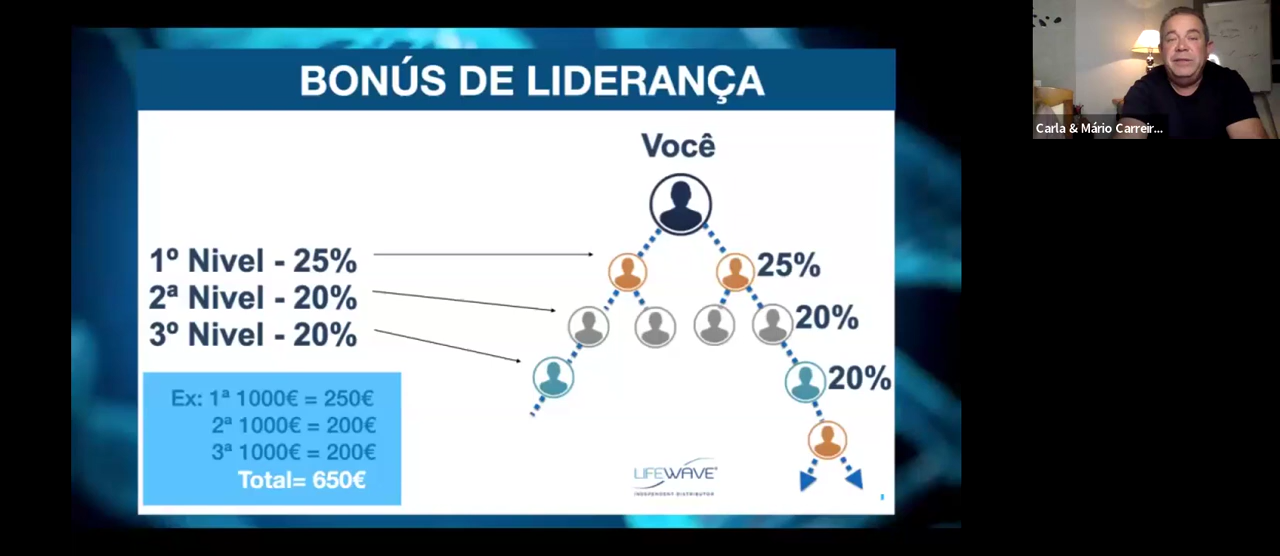 BONÚS DE LIDERANÇA
Carla & Mário Carreir...
Você
1º Nivel - 25%
2ª Nivel - 20%
3º Nivel - 20%
25%
20%
20%
Ex: 1ª 1000€ = 250€
2ª 1000€ = 200€
3ª 1000€ = 200€
Total= 650€
LIFEWAVE
INDEPENDENT DISTRIBUTOR